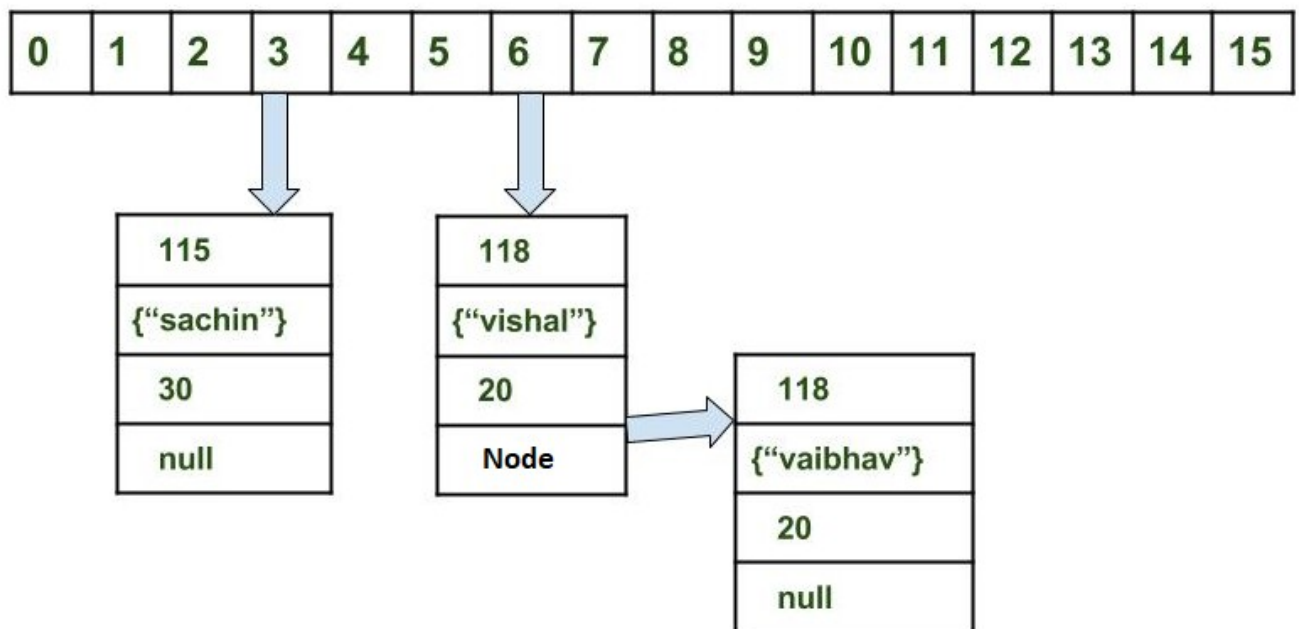 0 1 2 3 4 5 6 7 8 9 10 11 12 13 14 15
115
{“sachin”}
30
null
118
{“vishal”}
20
Node
118
{“vaibhav”}
20
null